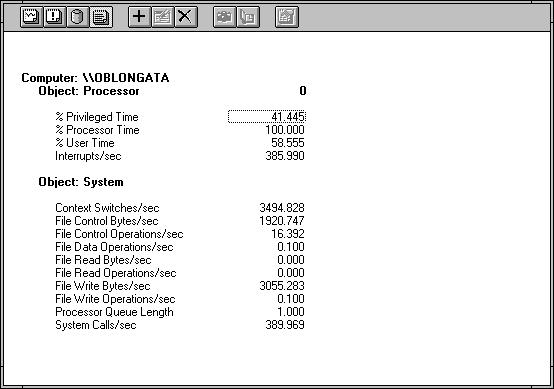 Computer: \\OBLONGATA
Object: Processor 0
% Privileged Time 41.445
% Processor Time 100.000
% User Time 58.555
Interrupts/sec 385.990
Object: System
Context Switches/sec 3494.828
File Control Bytes/sec 1920.747
File Control Operations/sec 16.392
File Data Operations/sec 0.100
File Read Bytes/sec 0.000
File Read Operations/sec 0.000
File Write Bytes/sec 3055.283
File Write Operations/sec 0.100
Processor Queue Length 1.000
System Calls/sec 389.969